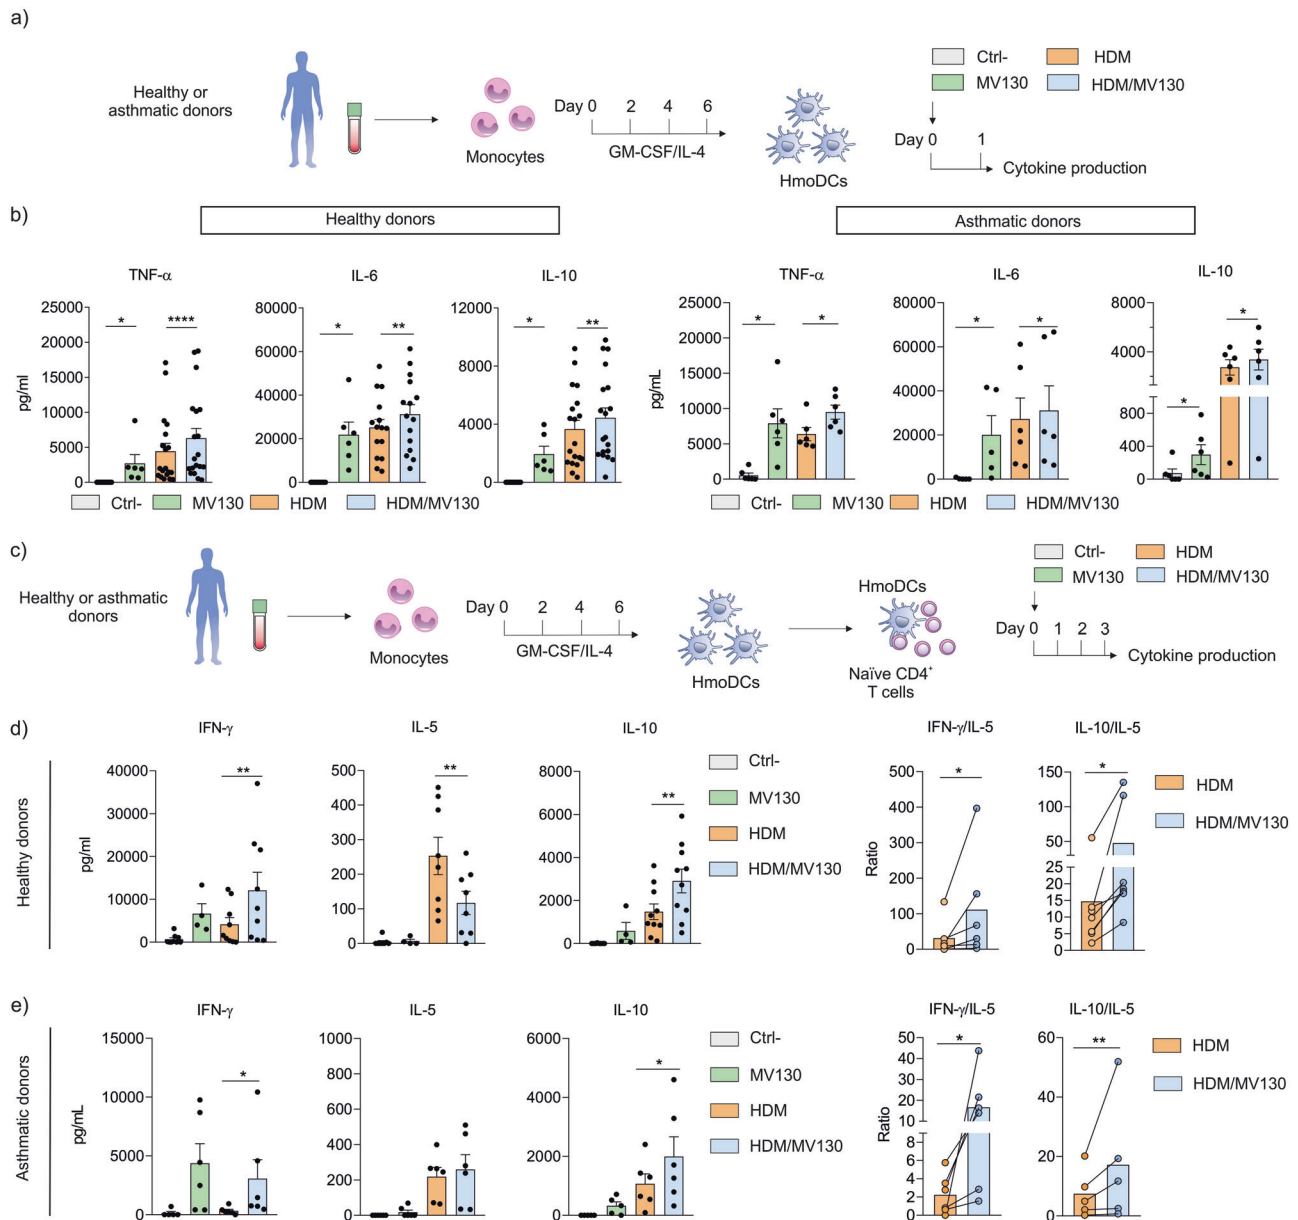 a)
Healthy or
asthmatic donors
Monocytes
Day 0 2 4 6
GM-CSF/IL-4
HmoDCs
Ctrl- HDM
MV130 HDM/MV130
Day 0 1
Cytokine production
b)
Healthy donors
Asthmatic donors
TNF-α
25000
20000
15000
10000
5000
0
pg/ml
* ****
IL-6
80000
60000
40000
20000
0
* **
IL-10
12000
8000
4000
0
* **
Ctrl- MV130 HDM HDM/MV130
TNF-α
25000
20000
15000
10000
5000
0
pg/mL
* *
IL-6
80000
60000
40000
20000
0
* *
IL-10
8000
4000
800
400
0
* *
Ctrl- MV130 HDM HDM/MV130
c)
Healthy or asthmatic
donors
Monocytes
Day 0 2 4 6
GM-CSF/IL-4
HmoDCs
HmoDCs
Naïve CD4+
T cells
Ctrl- HDM
MV130 HDM/MV130
Day 0 1 2 3
Cytokine production
d)
Healthy donors
IFN-γ
40000
30000
20000
10000
0
pg/ml
**
IL-5
500
400
300
200
100
0
**
IL-10
8000
6000
4000
2000
0
**
Ctrl-
MV130
HDM
HDM/MV130
IFN-γ/IL-5
500
400
300
200
100
0
Ratio
*
IL-10/IL-5
150
100
50
25
20
15
10
5
0
*
HDM
HDM/MV130
e)
Asthmatic donors
IFN-γ
15000
10000
5000
0
pg/mL
*
IL-5
1000
800
600
400
200
0
IL-10
6000
4000
2000
0
*
Ctrl-
MV130
HDM
HDM/MV130
IFN-γ/IL-5
50
40
30
20
10
8
6
4
2
0
Ratio
*
IL-10/IL-5
60
40
20
0
**
HDM
HDM/MV130